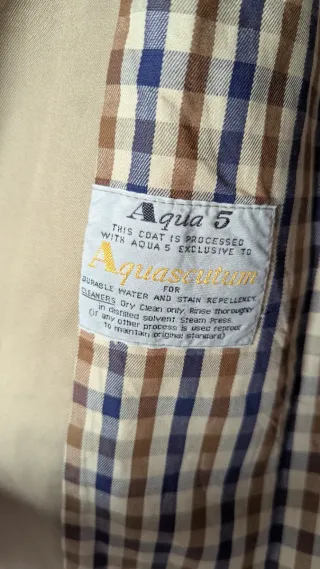 Aqua 5
THIS COAT IS PROCESSED
WITH AQUA 5 EXCLUSIVE TO
Aquascutum
FOR
DURABLE WATER AND STAIN REPELLENCY.
CLEANERS Dry Clean only. Rinse thoroughly
in distilled solvent. Steam Press.
(If any other process is used reproof
to maintain original standard)